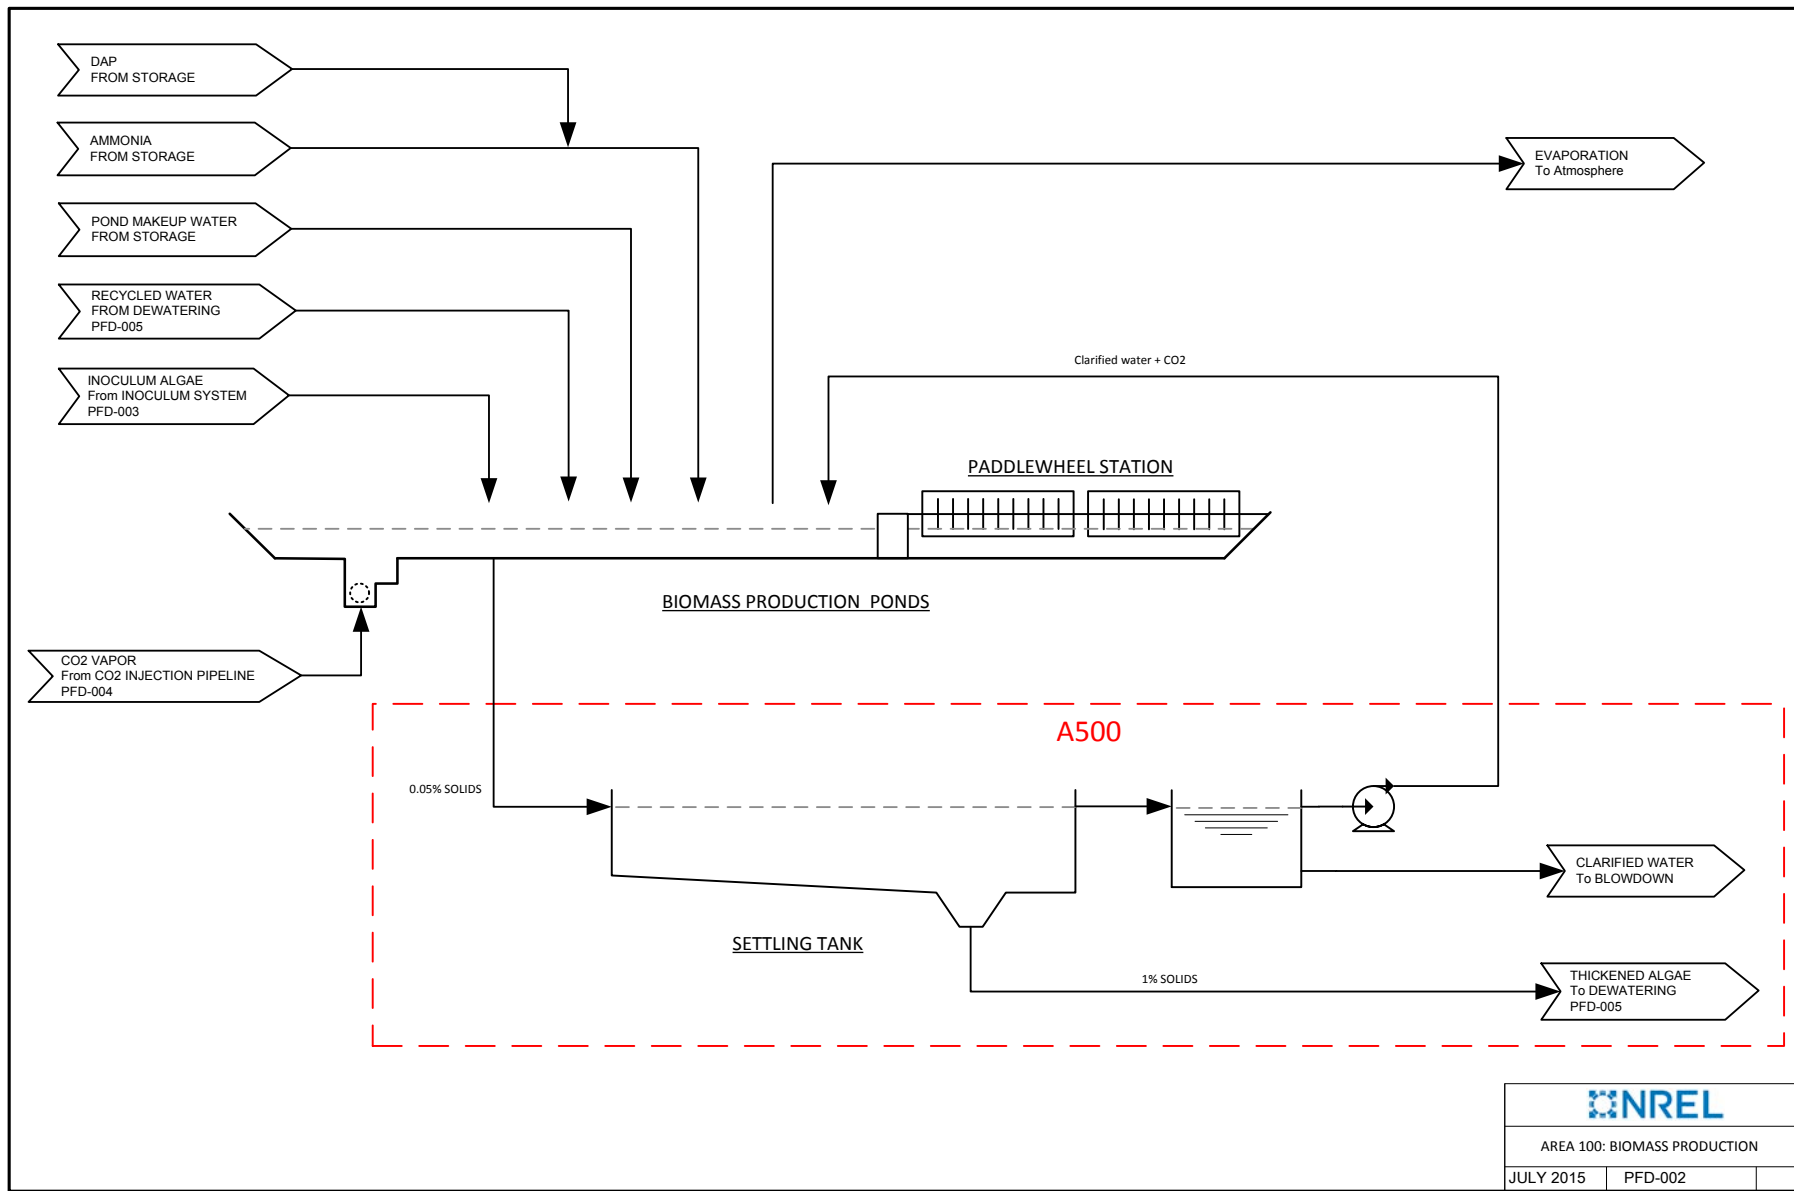 DAP
FROM STORAGE
AMMONIA
FROM STORAGE
POND MAKEUP WATER
FROM STORAGE
RECYCLED WATER
FROM DEWATERING
PFD-005
INOCULUM ALGAE
From INOCULUM SYSTEM
PFD-003
EVAPORATION
To Atmosphere
Clarified water + CO2
PADDLEWHEEL STATION
BIOMASS PRODUCTION PONDS
CO2 VAPOR
From CO2 INJECTION PIPELINE
PFD-004
A500
0.05% SOLIDS
CLARIFIED WATER
To BLOWDOWN
SETTLING TANK
1% SOLIDS
THICKENED ALGAE
To DEWATERING
PFD-005
NREL
AREA 100: BIOMASS PRODUCTION
JULY 2015
PFD-002